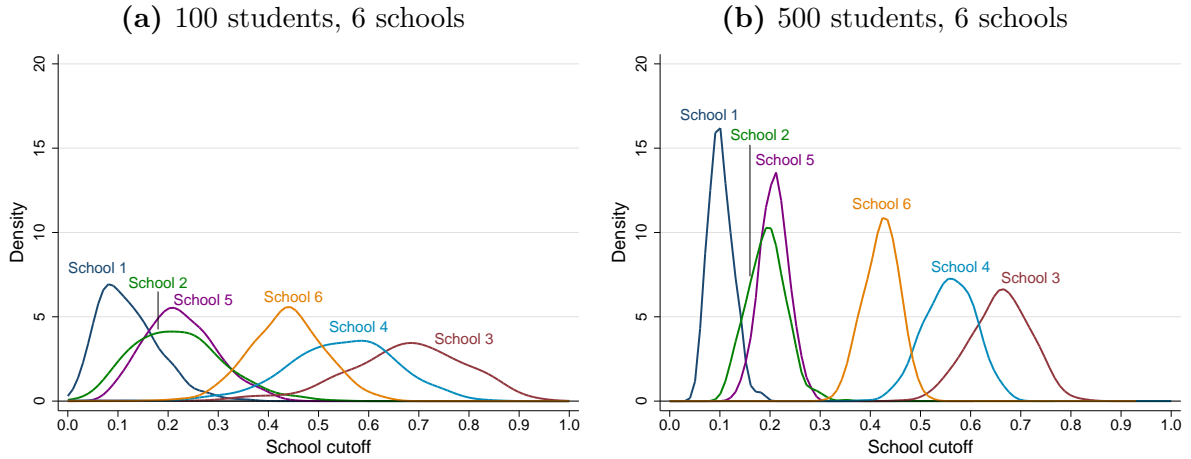 (a) 100 students, 6 schools
20
15
10
5
0
Density
School 1
School 2
School 5
School 6
School 4
School 3
0.0 0.1 0.2 0.3 0.4 0.5 0.6 0.7 0.8 0.9 1.0
School cutoff
(b) 500 students, 6 schools
20
15
10
5
0
Density
School 1
School 2
School 5
School 6
School 4
School 3
0.0 0.1 0.2 0.3 0.4 0.5 0.6 0.7 0.8 0.9 1.0
School cutoff